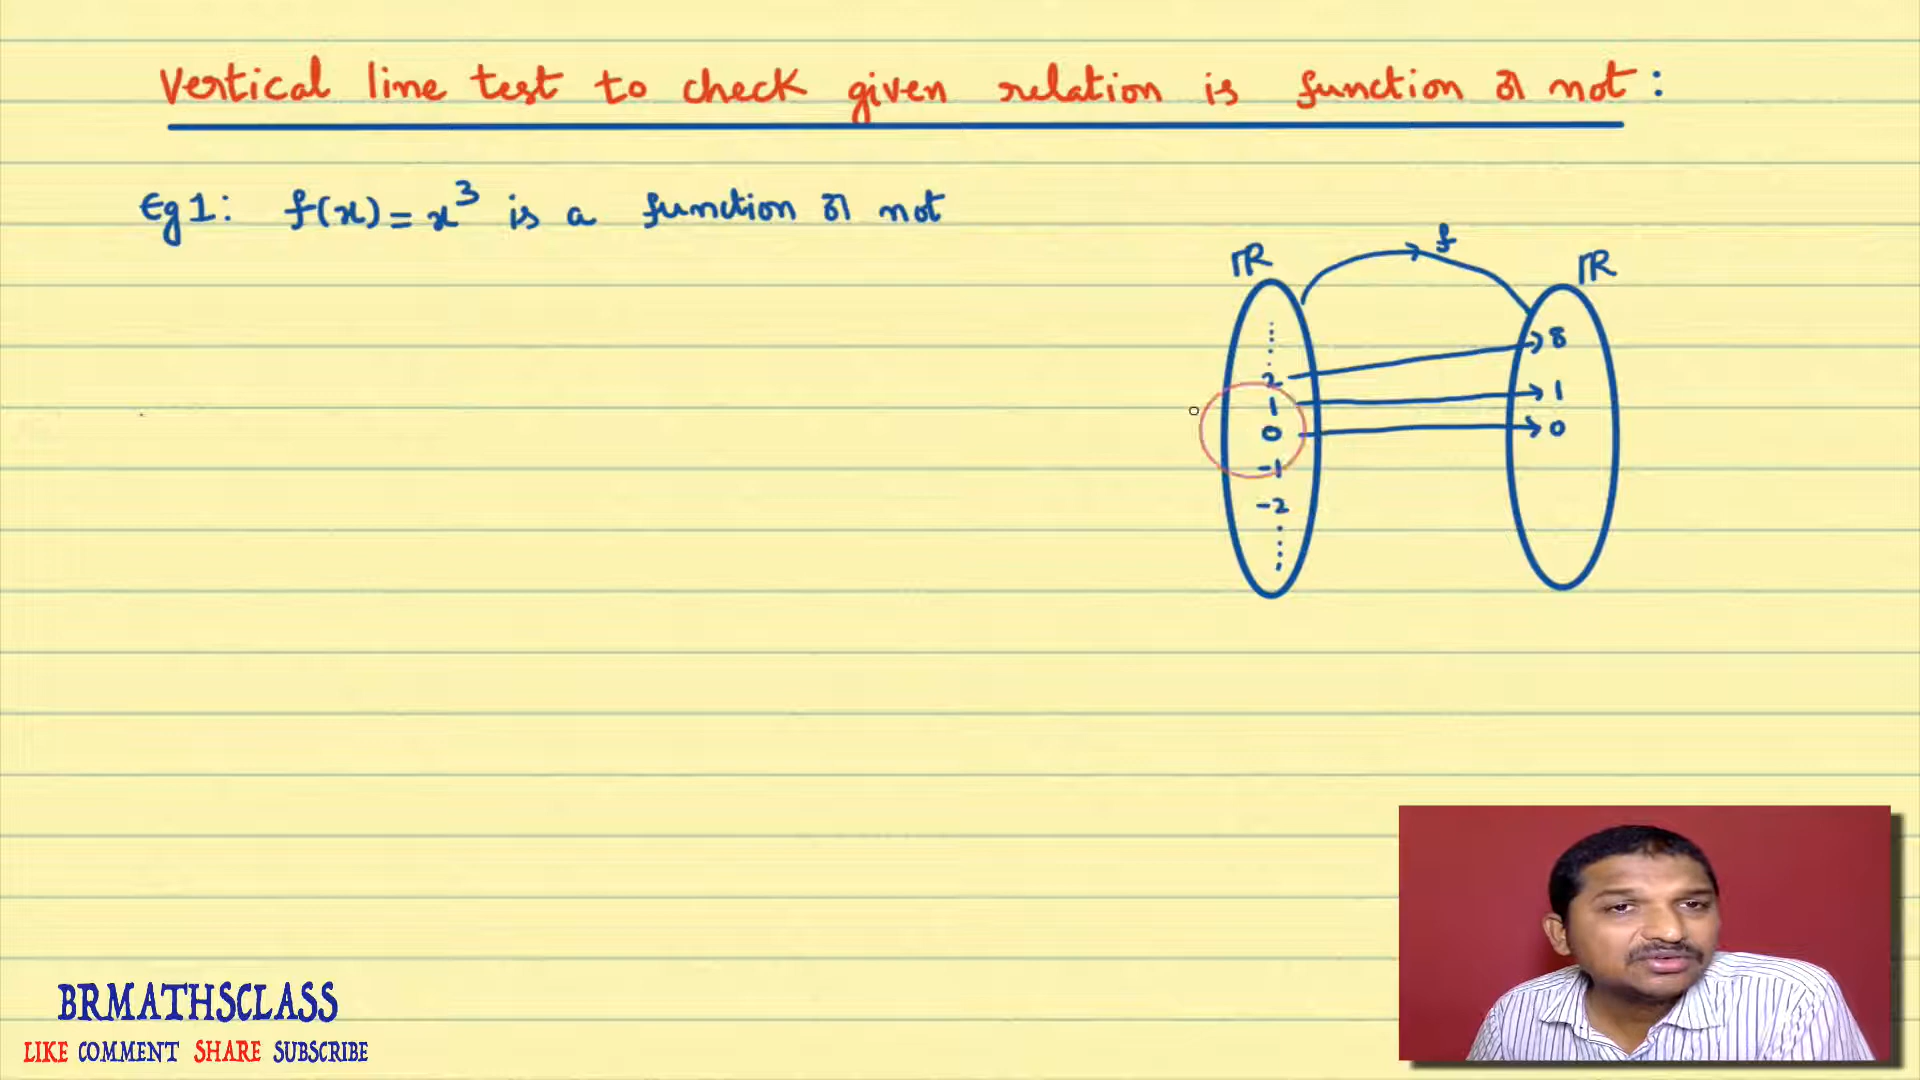 Vertical line test to check given relation is function or not :
Eg 1 : f(x) = x³ is a function or not
f
ℝ ℝ
8
2
1 1
0 0
-1
-2
BRMATHSCLASS
LIKE COMMENT SHARE SUBSCRIBE